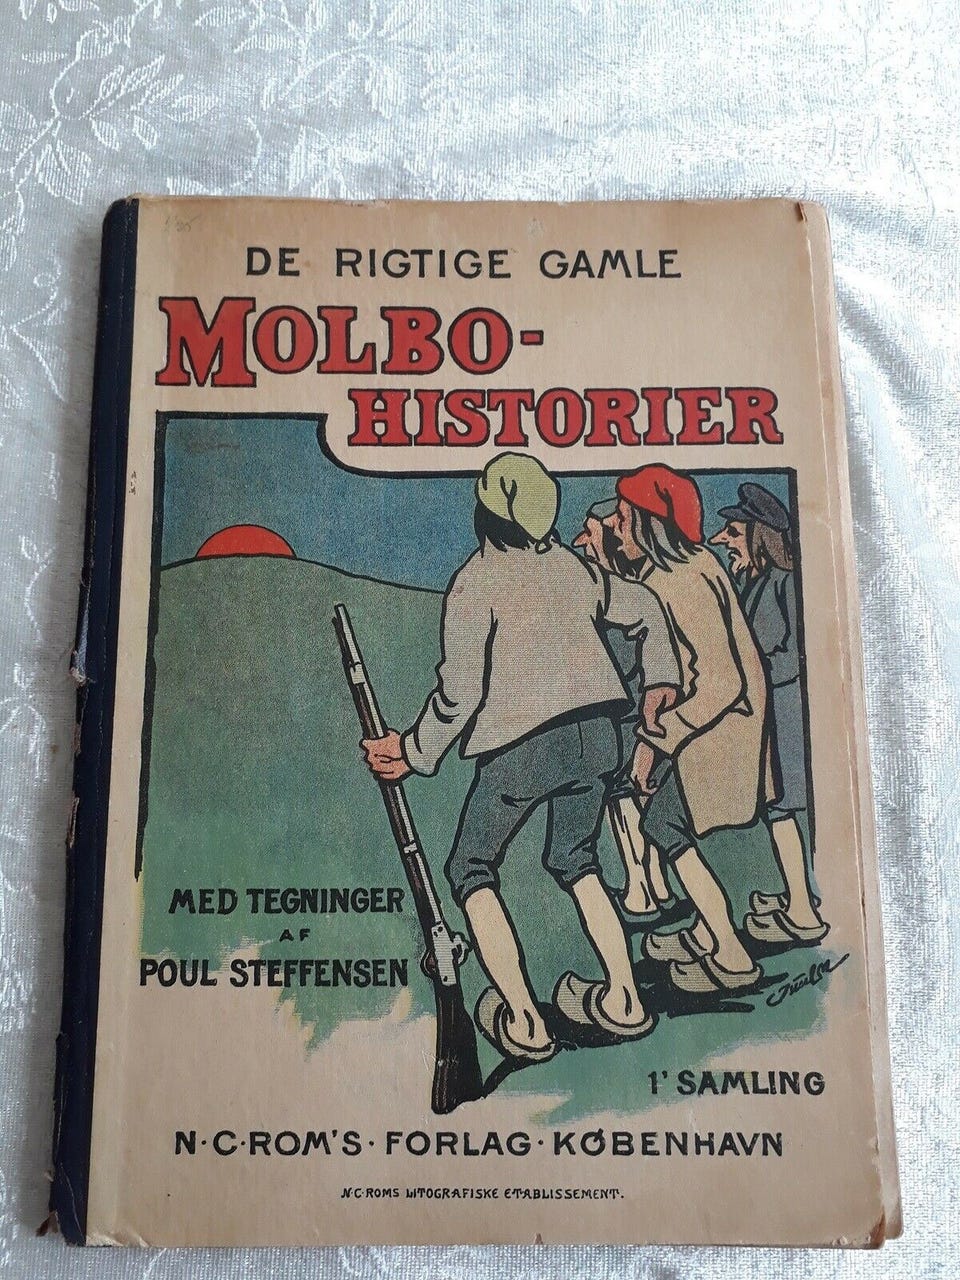 DE RIGTIGE GAMLE
MOLBO-
HISTORIER
MED TEGNINGER
AF
POUL STEFFENSEN
1' SAMLING
N·C·ROM'S·FORLAG·KØBENHAVN
N·C·ROMS LITOGRAFISKE ETABLISSEMENT.